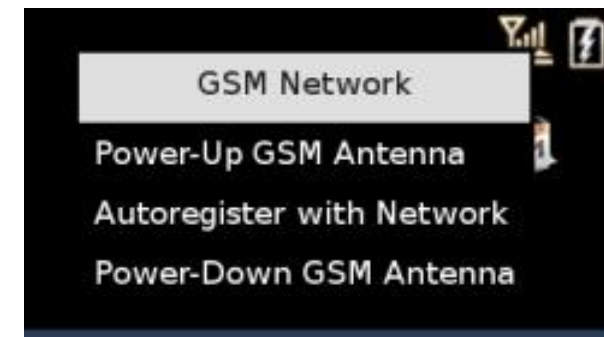 GSM Network
Power-Up GSM Antenna
Autoregister with Network
Power-Down GSM Antenna